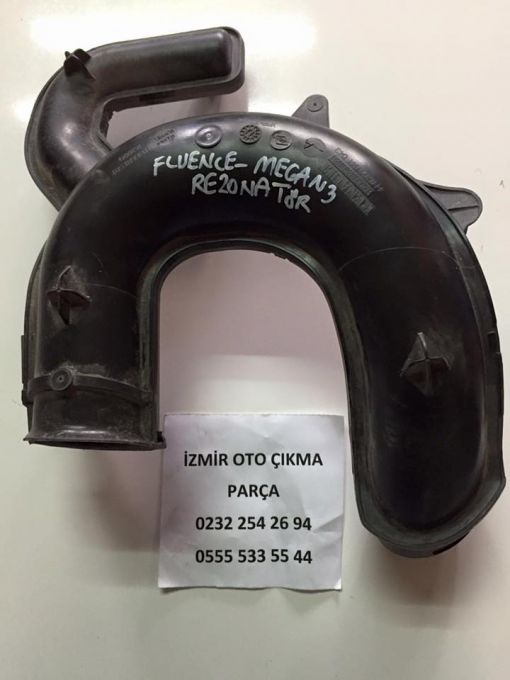 FLUENCE-MEGAN3
REZONATÖR
İZMİR OTO ÇIKMA
PARÇA
0232 254 26 94
0555 533 55 44